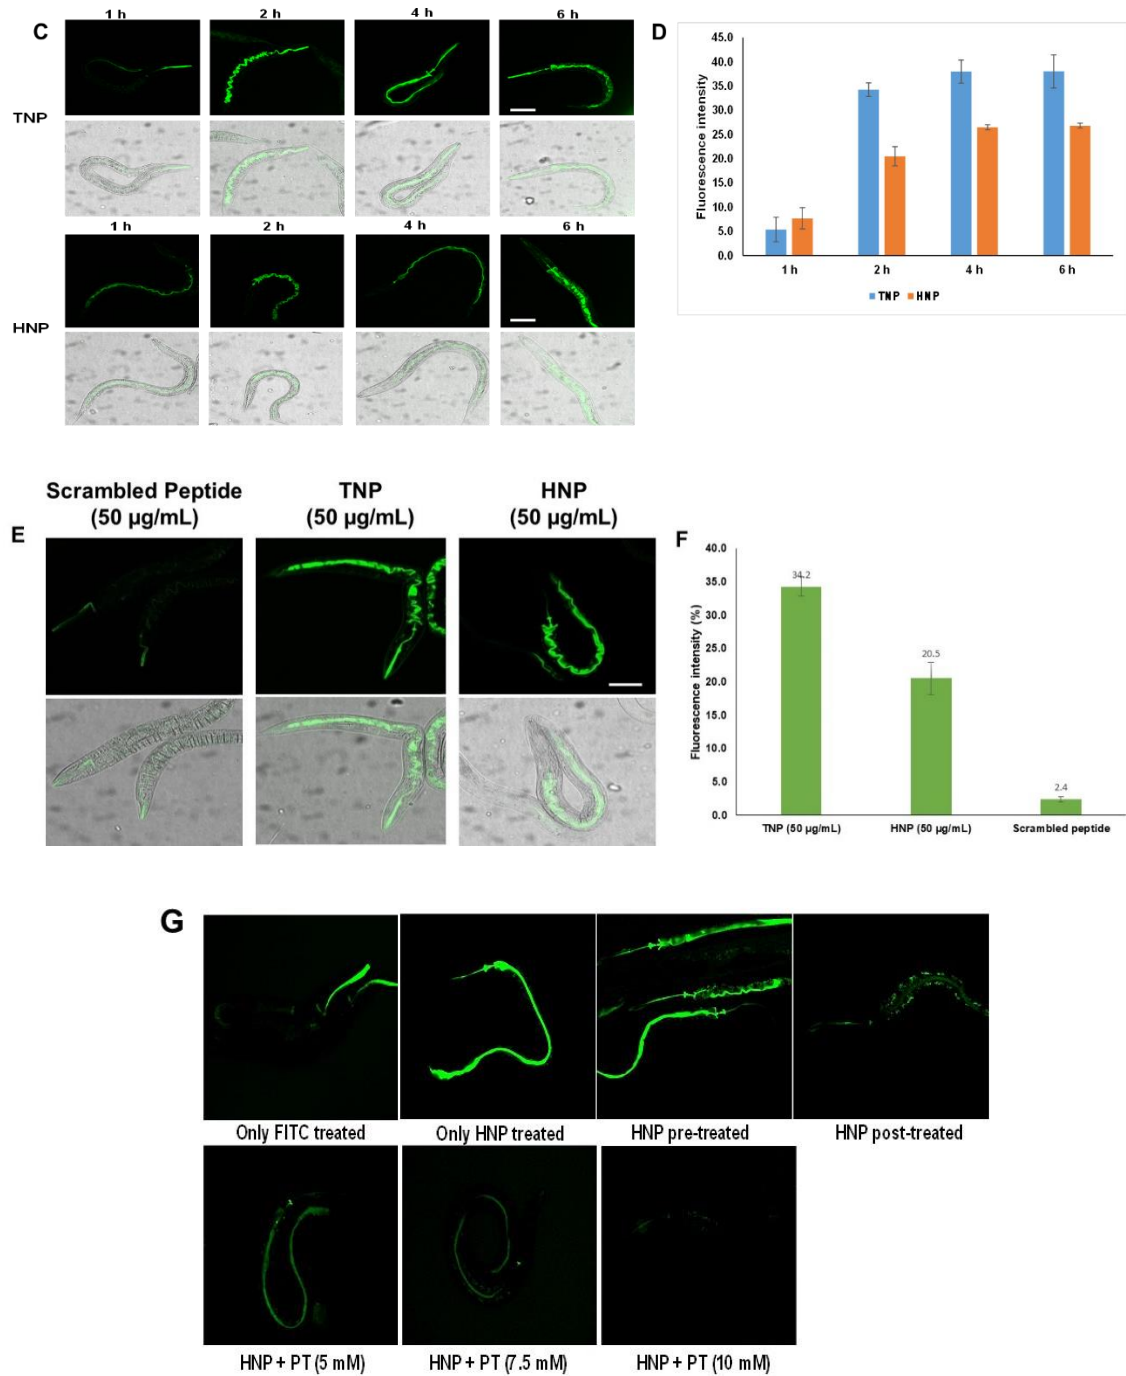 C
1 h 2 h 4 h 6 h
TNP
1 h 2 h 4 h 6 h
HNP
D
45.0
40.0
35.0
30.0
25.0
20.0
15.0
10.0
5.0
0.0
Fluorescence intensity
1 h 2 h 4 h 6 h
TNP HNP
E
Scrambled Peptide
(50 µg/mL)
TNP
(50 µg/mL)
HNP
(50 µg/mL)
F
40.0
35.0
30.0
25.0
20.0
15.0
10.0
5.0
0.0
Fluorescence intensity (%)
34.2
20.5
2.4
TNP (50 µg/mL) HNP (50 µg/mL) Scrambled peptide
G
Only FITC treated Only HNP treated HNP pre-treated HNP post-treated
HNP + PT (5 mM) HNP + PT (7.5 mM) HNP + PT (10 mM)